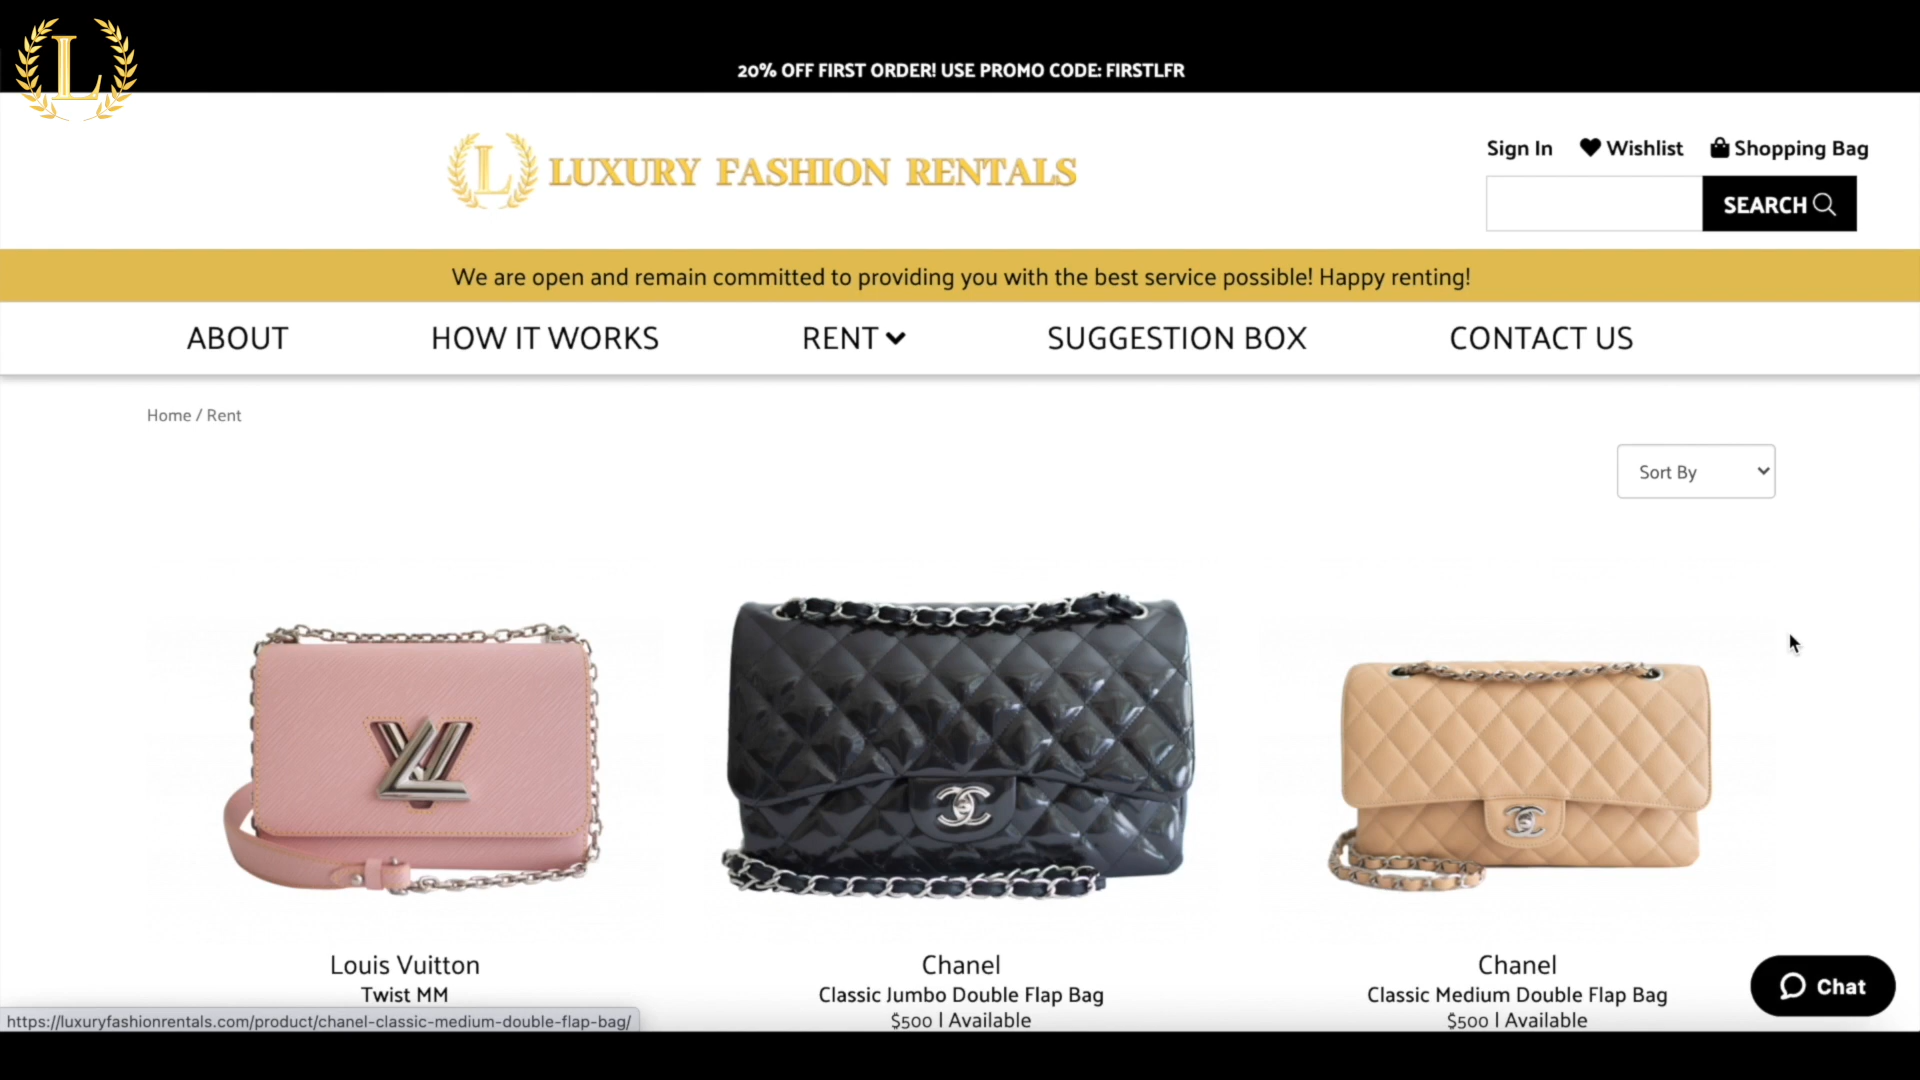 L
20% OFF FIRST ORDER! USE PROMO CODE: FIRSTLFR
L LUXURY FASHION RENTALS
Sign In Wishlist Shopping Bag
SEARCH
We are open and remain committed to providing you with the best service possible! Happy renting!
ABOUT HOW IT WORKS RENT SUGGESTION BOX CONTACT US
Home / Rent
Sort By
Louis Vuitton
Twist MM
Chanel
Classic Jumbo Double Flap Bag
$500 | Available
Chanel
Classic Medium Double Flap Bag
$500 | Available
Chat
https://luxuryfashionrentals.com/product/chanel-classic-medium-double-flap-bag/